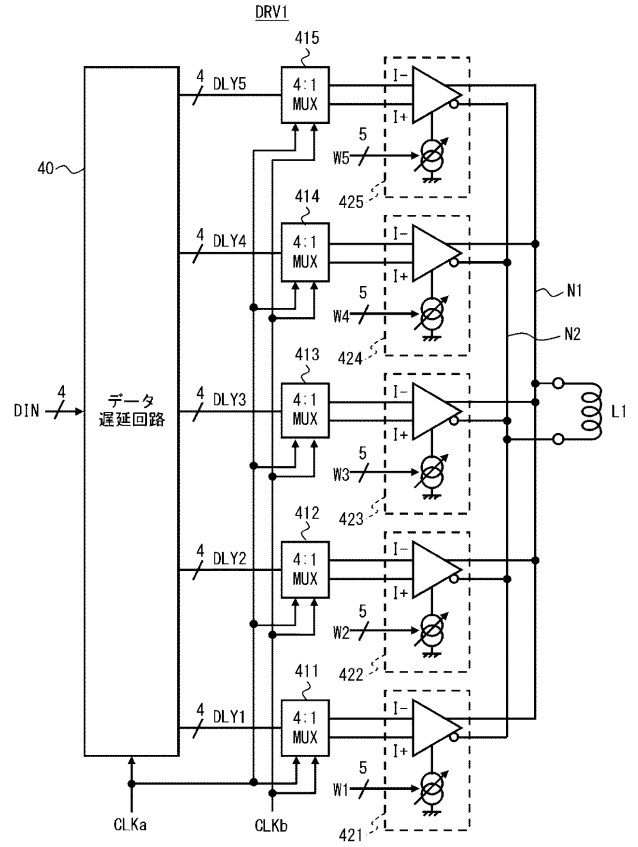 DRV1
415
4 DLY5
4:1
MUX
I-
I+
5
W5
425
40
414
4 DLY4
4:1
MUX
I-
I+
5
W4
424
N1
N2
413
DIN 4
データ
遅延回路
4 DLY3
4:1
MUX
I-
I+
5
W3
423
L1
412
4 DLY2
4:1
MUX
I-
I+
5
W2
422
411
4 DLY1
4:1
MUX
I-
I+
5
W1
421
CLKa
CLKb